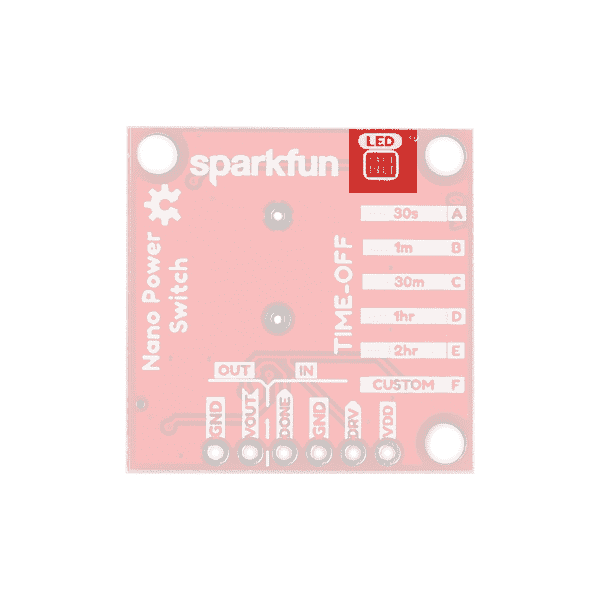 LED
sparkfun
30s A
1m B
30m C
1hr D
2hr E
CUSTOM F
TIME-OFF
Nano Power
Switch
OUT IN
GND VOUT DONE GND DRV VDD